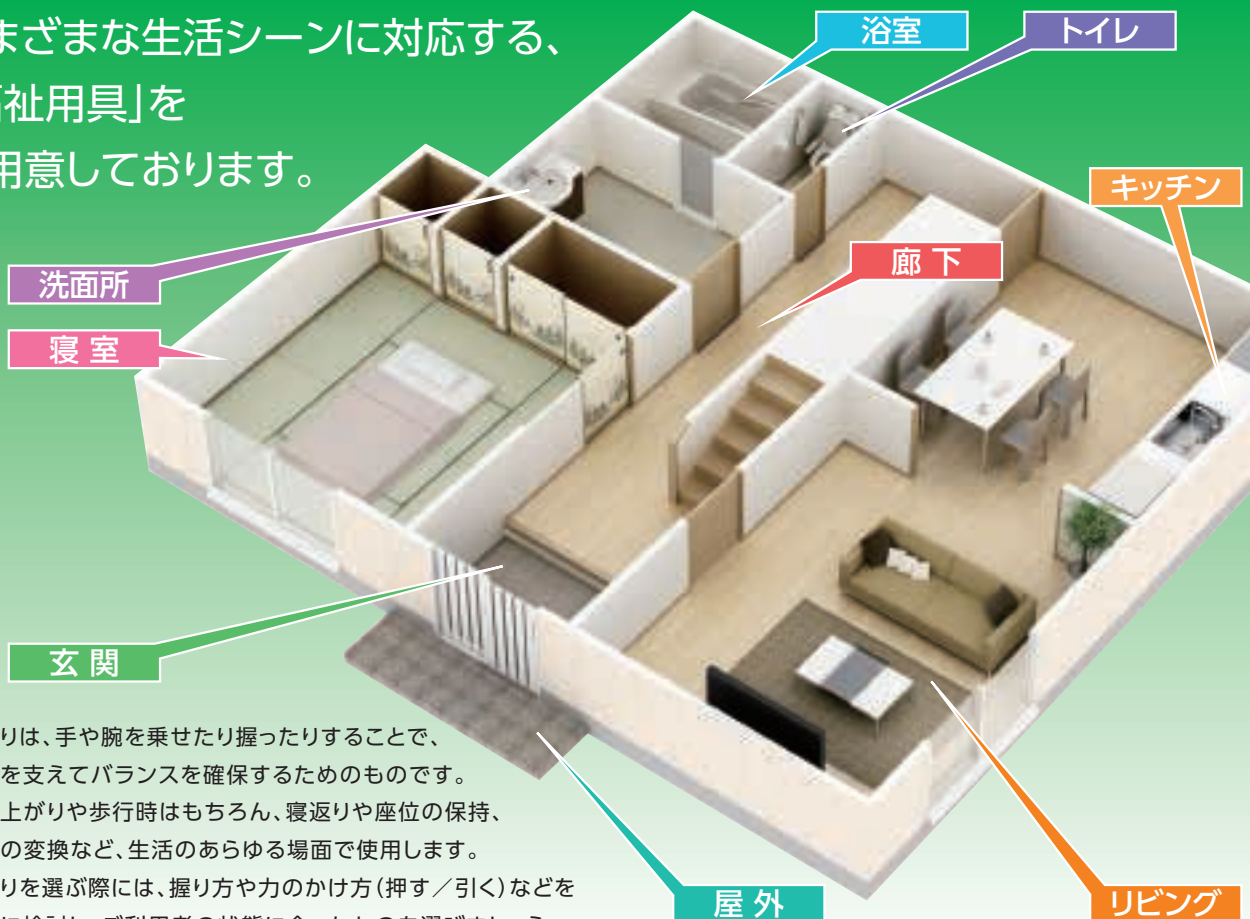 まざまな生活シーンに対応する、
祉用具」を
用意しております。
浴室
トイレ
キッチン
廊 下
洗面所
寝 室
玄 関
りは、手や腕を乗せたり握ったりすることで、
を支えてバランスを確保するためのものです。
上がりや歩行時はもちろん、寝返りや座位の保持、
の変換など、生活のあらゆる場面で使用します。
りを選ぶ際には、握り方や力のかけ方(押す／引く)などを
屋 外
リビング